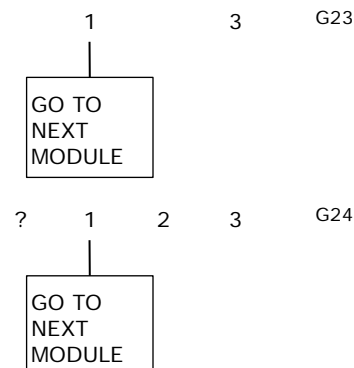 1 3 G23
GO TO
NEXT
MODULE
? 1 2 3 G24
GO TO
NEXT
MODULE